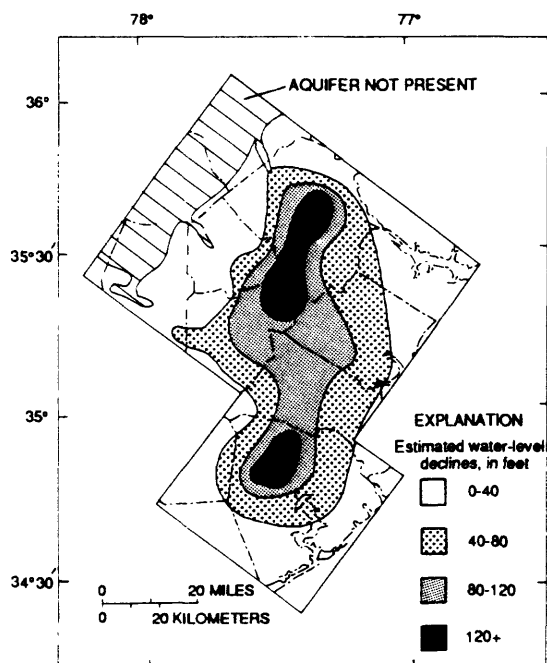 78°
77°
AQUIFER NOT PRESENT
36°
35°30'
35°
34°30'
EXPLANATION
Estimated water-level
declines, in feet
0-40
40-80
80-120
120+
0 20 MILES
0 20 KILOMETERS